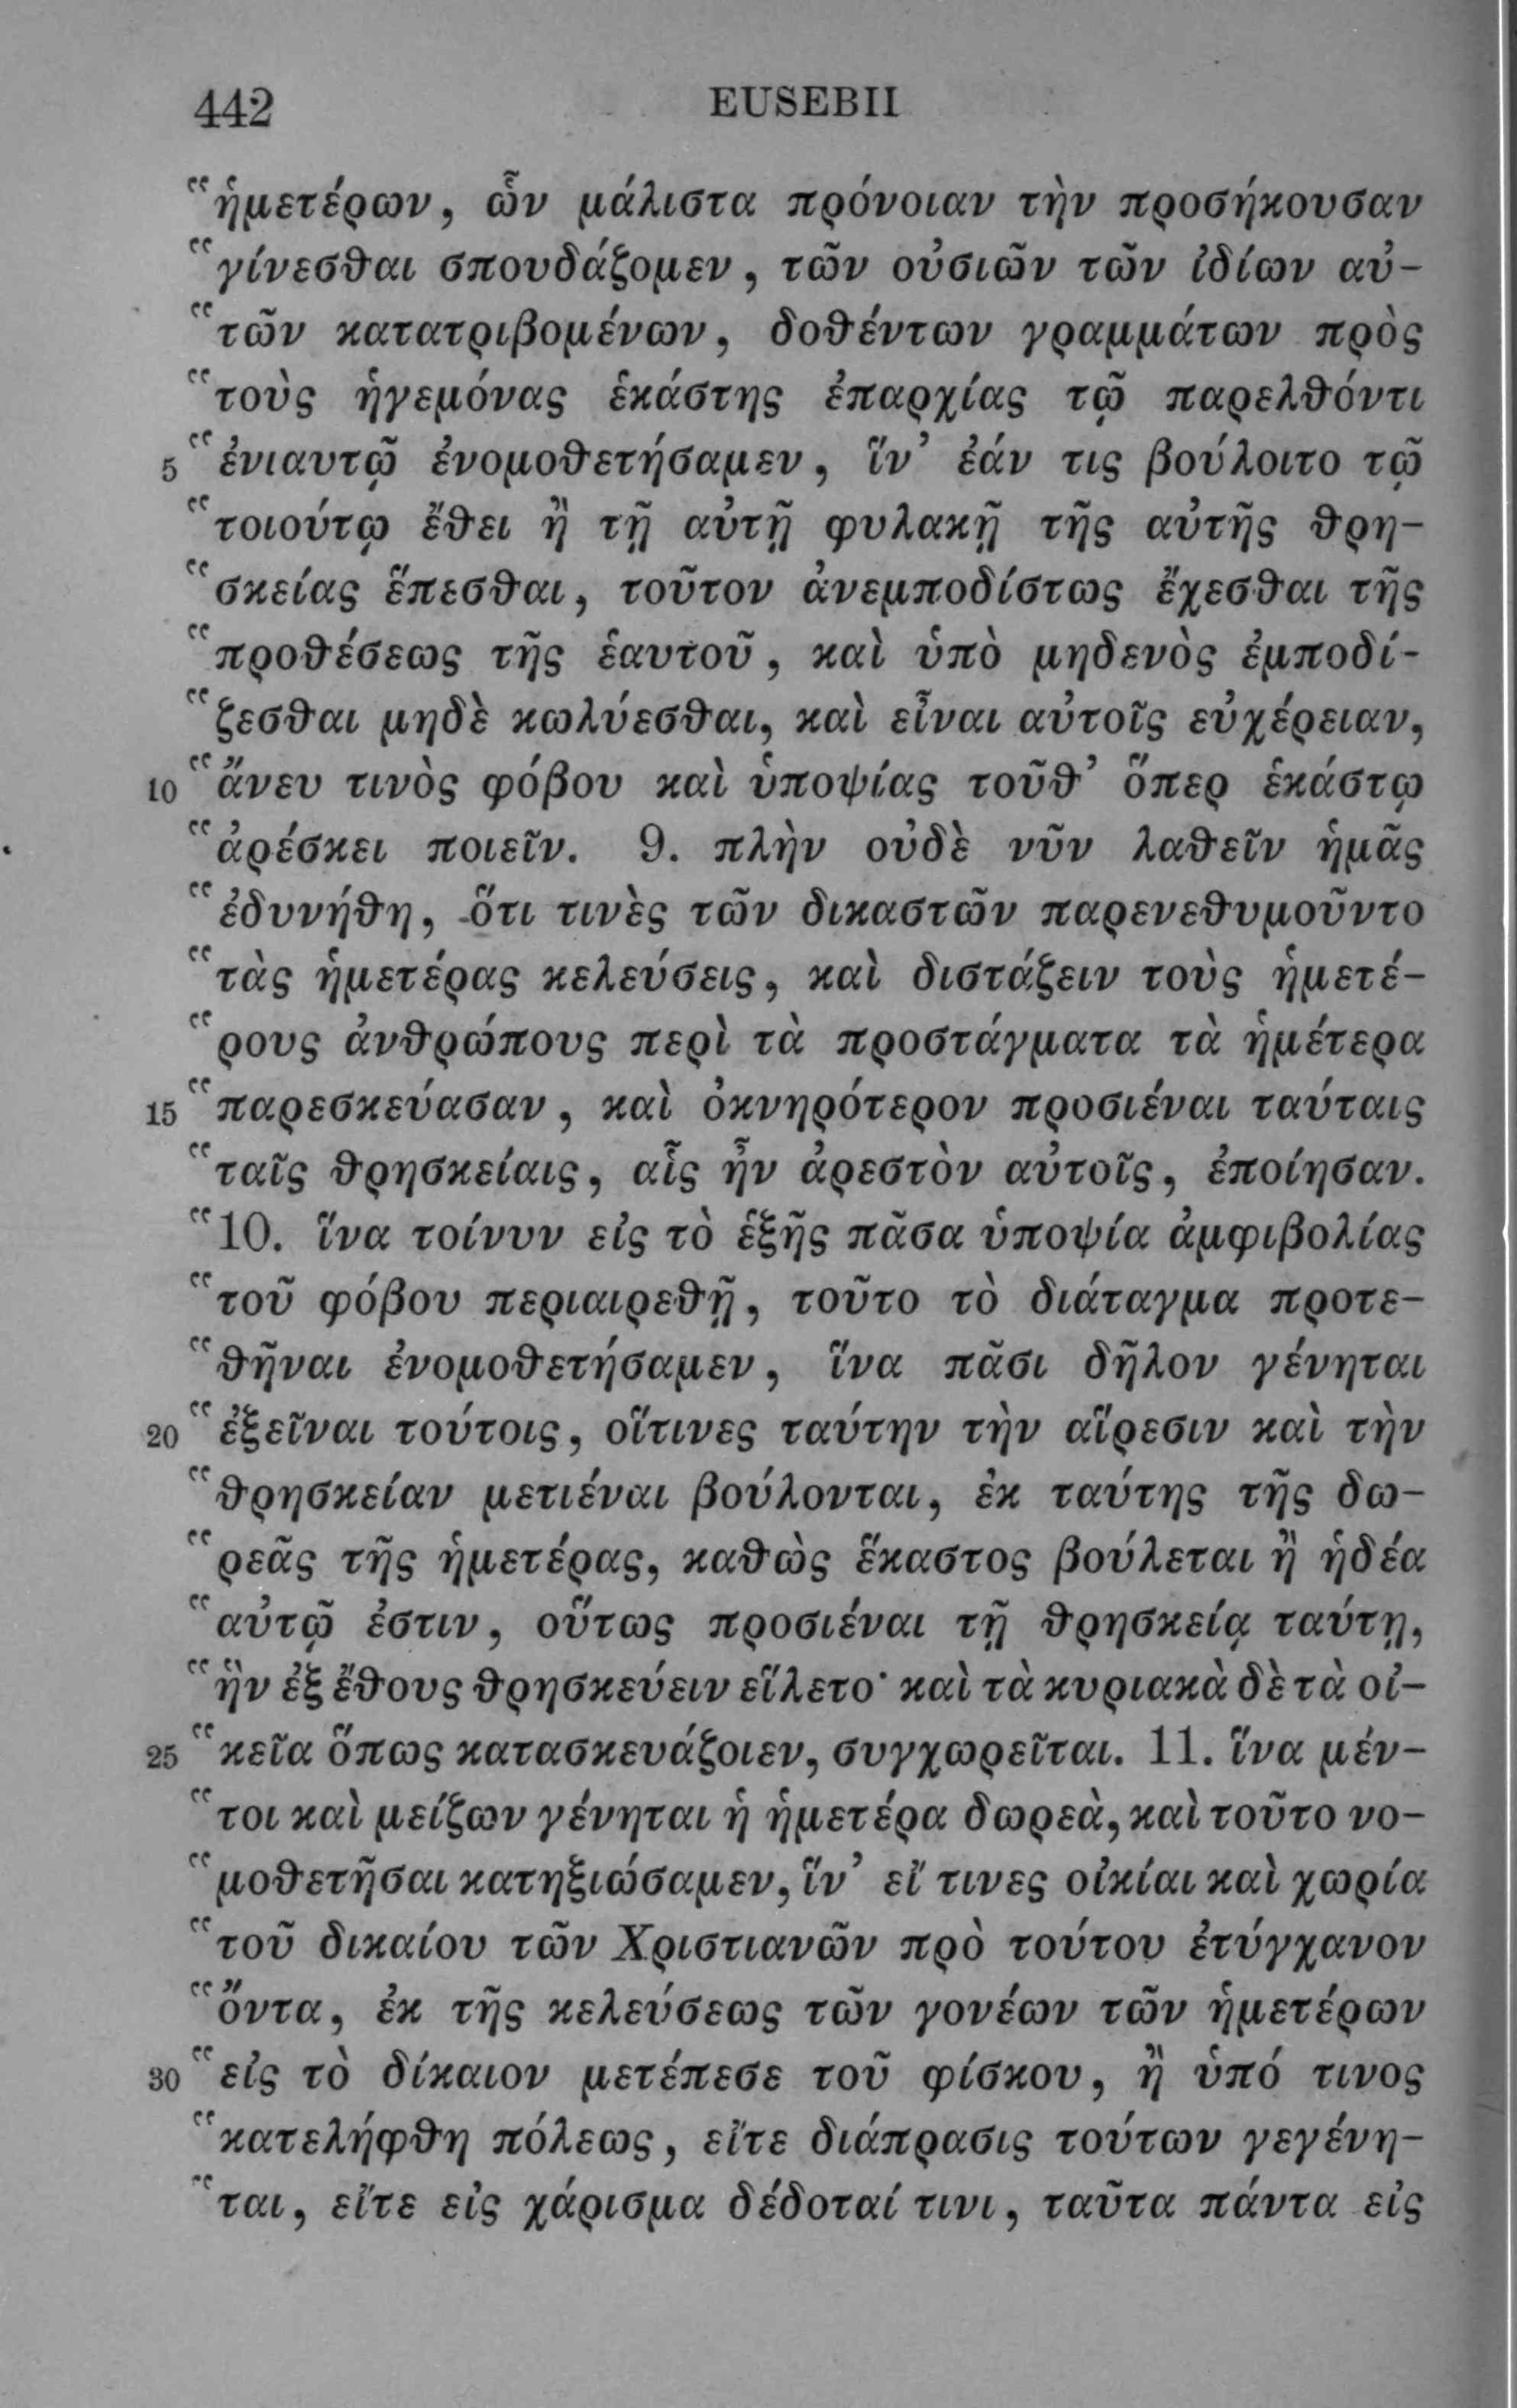 442 EUSEBII
“ἡμετέρων, ὧν μάλιστα πρόνοιαν τὴν προσήκουσαν
“γίνεσθαι σπουδάζομεν, τῶν οὐσιῶν τῶν ἰδίων αὐ-
“τῶν κατατριβομένων, δοθέντων γραμμάτων πρὸς
“τοὺς ἡγεμόνας ἑκάστης ἐπαρχίας τῷ παρελθόντι
5 “ἐνιαυτῷ ἐνομοθετήσαμεν, ἵν’ ἐάν τις βούλοιτο τῷ
“τοιούτῳ ἔθει ἢ τῇ αὐτῇ φυλακῇ τῆς αὐτῆς θρη-
“σκείας ἕπεσθαι, τοῦτον ἀνεμποδίστως ἔχεσθαι τῆς
“προθέσεως τῆς ἑαυτοῦ, καὶ ὑπὸ μηδενὸς ἐμποδί-
“ζεσθαι μηδὲ κωλύεσθαι, καὶ εἶναι αὐτοῖς εὐχέρειαν,
10 “ἄνευ τινὸς φόβου καὶ ὑποψίας τοῦθ’ ὅπερ ἑκάστῳ
“ἀρέσκει ποιεῖν. 9. πλὴν οὐδὲ νῦν λαθεῖν ἡμᾶς
“ἐδυνήθη, ὅτι τινὲς τῶν δικαστῶν παρενεθυμοῦντο
“τὰς ἡμετέρας κελεύσεις, καὶ διστάζειν τοὺς ἡμετέ-
“ρους ἀνθρώπους περὶ τὰ προστάγματα τὰ ἡμέτερα
15 “παρεσκεύασαν, καὶ ὀκνηρότερον προσιέναι ταύταις
“ταῖς θρησκείαις, αἷς ἦν ἀρεστὸν αὐτοῖς, ἐποίησαν.
“10. ἵνα τοίνυν εἰς τὸ ἑξῆς πᾶσα ὑποψία ἀμφιβολίας
“τοῦ φόβου περιαιρεθῇ, τοῦτο τὸ διάταγμα προτε-
“θῆναι ἐνομοθετήσαμεν, ἵνα πᾶσι δῆλον γένηται
20 “ἐξεῖναι τούτοις, οἵτινες ταύτην τὴν αἵρεσιν καὶ τὴν
“θρησκείαν μετιέναι βούλονται, ἐκ ταύτης τῆς δω-
“ρεᾶς τῆς ἡμετέρας, καθὼς ἕκαστος βούλεται ἢ ἡδέα
“αὐτῷ ἐστιν, οὕτως προσιέναι τῇ θρησκείᾳ ταύτῃ,
“ἣν ἐξ ἔθους θρησκεύειν εἵλετο· καὶ τὰ κυριακὰ δὲ τὰ οἰ-
25 “κεῖα ὅπως κατασκευάζοιεν, συγχωρεῖται. 11. ἵνα μέν-
“τοι καὶ μείζων γένηται ἡ ἡμετέρα δωρεὰ, καὶ τοῦτο νο-
“μοθετῆσαι κατηξιώσαμεν, ἵν’ εἴ τινες οἰκίαι καὶ χωρία
“τοῦ δικαίου τῶν Χριστιανῶν πρὸ τούτου ἐτύγχανον
“ὄντα, ἐκ τῆς κελεύσεως τῶν γονέων τῶν ἡμετέρων
30 “εἰς τὸ δίκαιον μετέπεσε τοῦ φίσκου, ἢ ὑπό τινος
“κατελήφθη πόλεως, εἴτε διάπρασις τούτων γεγένη-
“ται, εἴτε εἰς χάρισμα δέδοταί τινι, ταῦτα πάντα εἰς